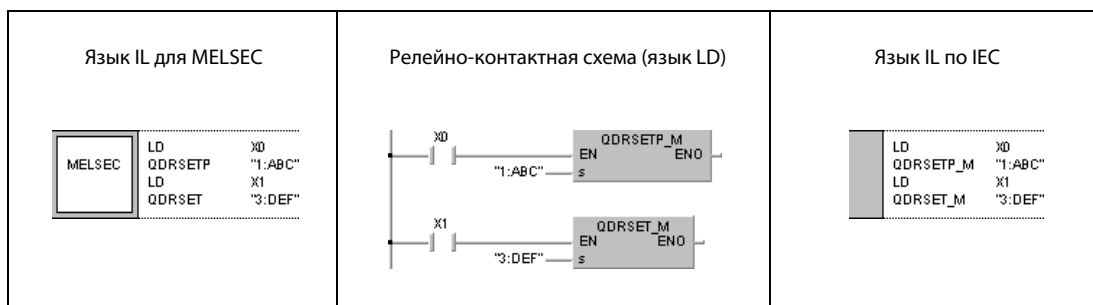 Язык IL для MELSEC
MELSEC
LD X0
QDRSETP "1:ABC"
LD X1
QDRSET "3:DEF"
Релейно-контактная схема (язык LD)
X0
QDRSETP_M
EN ENO
"1:ABC" s
X1
QDRSET_M
EN ENO
"3:DEF" s
Язык IL по IEC
LD X0
QDRSETP_M "1:ABC"
LD X1
QDRSET_M "3:DEF"